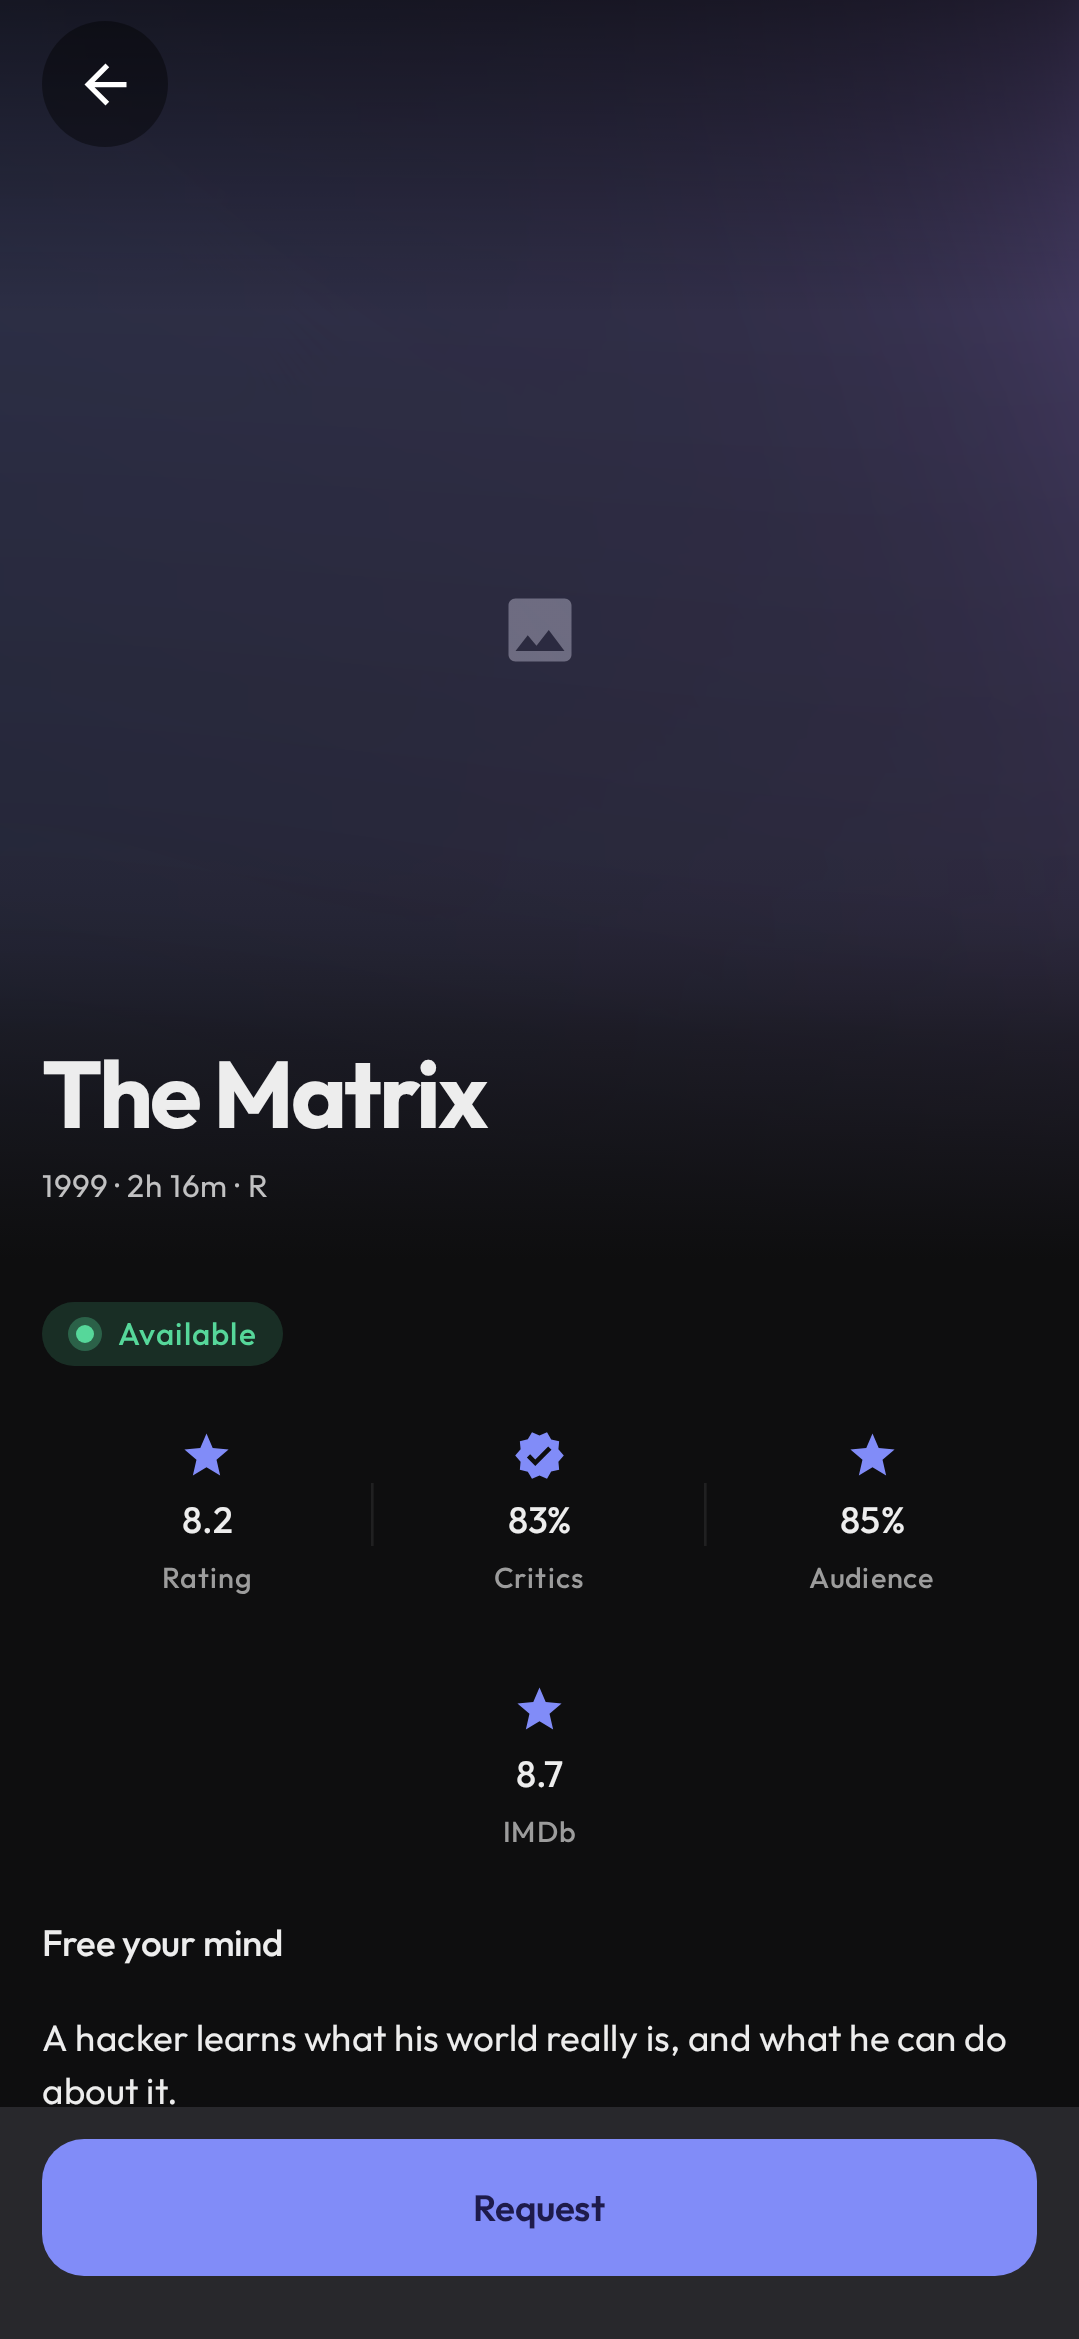 The Matrix
1999 · 2h 16m · R
Available
8.2
83%
85%
Rating
Critics
Audience
8.7
IMDb
Free your mind
A hacker learns what his world really is, and what he can do
about it.
Request